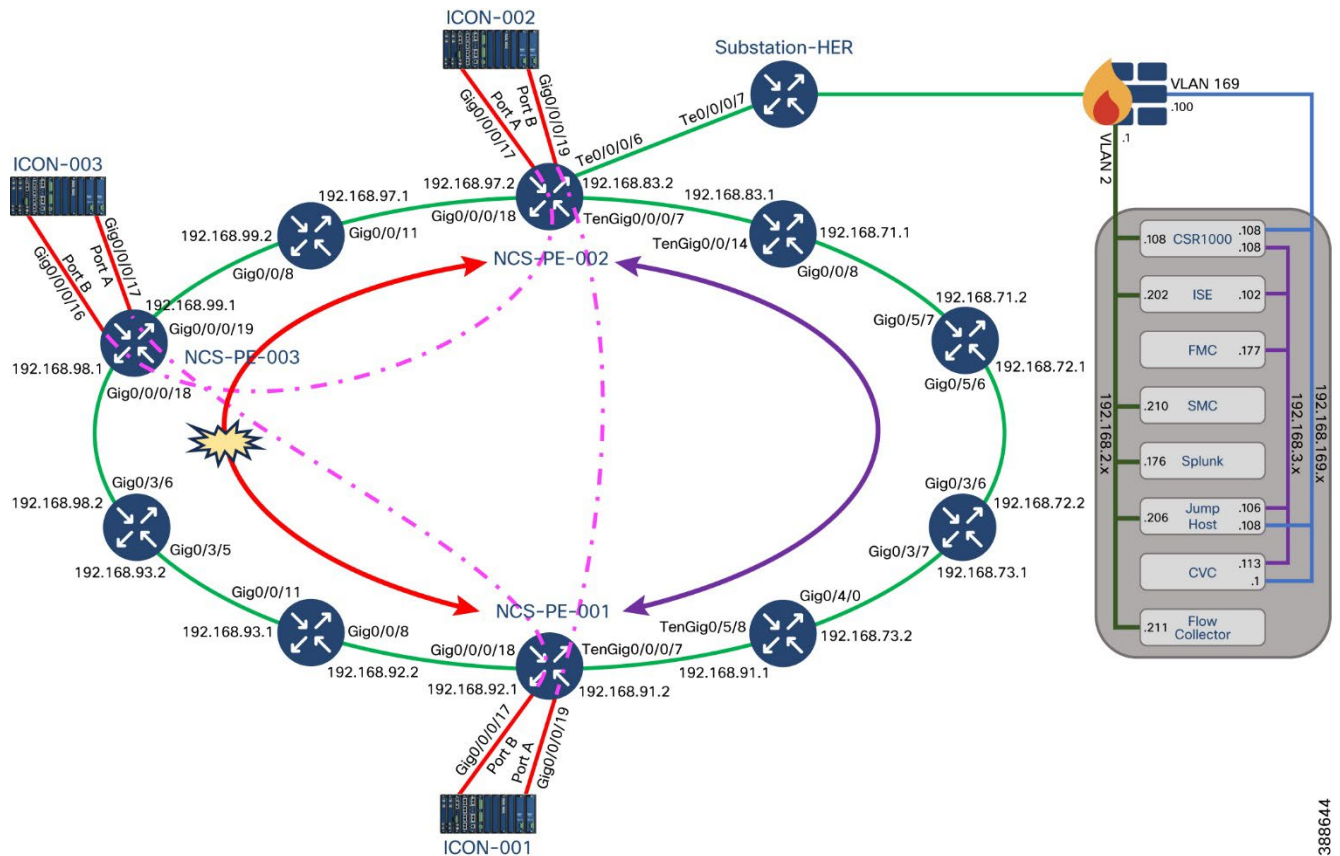 ICON-002
Substation-HER
VLAN 169
.100
.1
VLAN 2
Te0/0/0/7
Te0/0/0/6
Gig0/0/0/17
Port A
Port B
Gig0/0/0/19
ICON-003
Gig0/0/0/16
Port B
Port A
Gig0/0/0/17
192.168.97.1
192.168.97.2
192.168.83.2
192.168.83.1
Gig0/0/0/18
TenGig0/0/0/7
192.168.99.2
Gig0/0/11
NCS-PE-002
TenGig0/0/14
192.168.71.1
Gig0/0/8
Gig0/0/8
192.168.99.1
Gig0/0/0/19
192.168.71.2
Gig0/5/7
NCS-PE-003
192.168.98.1
Gig0/0/0/18
192.168.72.1
Gig0/5/6
Gig0/3/6
192.168.98.2
Gig0/3/6
192.168.72.2
Gig0/3/5
192.168.93.2
Gig0/3/7
192.168.73.1
Gig0/0/11
192.168.93.1
Gig0/0/8
192.168.92.2
NCS-PE-001
Gig0/4/0
TenGig0/5/8
192.168.73.2
Gig0/0/0/18
TenGig0/0/0/7
192.168.91.1
192.168.92.1
192.168.91.2
Gig0/0/0/17
Port B
Port A
Gig0/0/0/19
ICON-001
.108 CSR1000 .108
.108
.202 ISE .102
FMC .177
.210 SMC
.176 Splunk
.206 Jump Host .106
.108
CVC .113
.1
.211 Flow Collector
192.168.2.x
192.168.3.x
192.168.169.x
388644